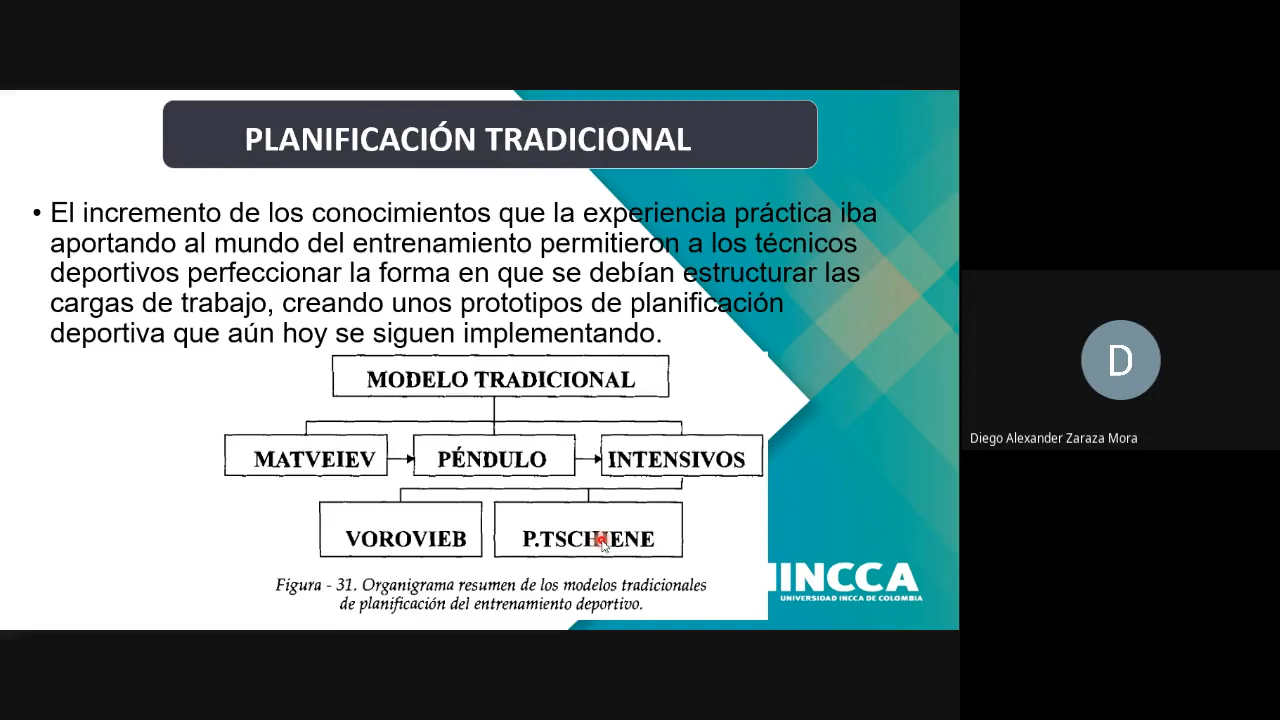 PLANIFICACIÓN TRADICIONAL
• El incremento de los conocimientos que la experiencia práctica iba
aportando al mundo del entrenamiento permitieron a los técnicos
deportivos perfeccionar la forma en que se debían estructurar las
cargas de trabajo, creando unos prototipos de planificación
deportiva que aún hoy se siguen implementando.
MODELO TRADICIONAL
MATVEIEV
PÉNDULO
INTENSIVOS
VOROVIEB
P.TSCHIENE
Figura - 31. Organigrama resumen de los modelos tradicionales
de planificación del entrenamiento deportivo.
INCCA
UNIVERSIDAD INCCA DE COLOMBIA
D
Diego Alexander Zaraza Mora